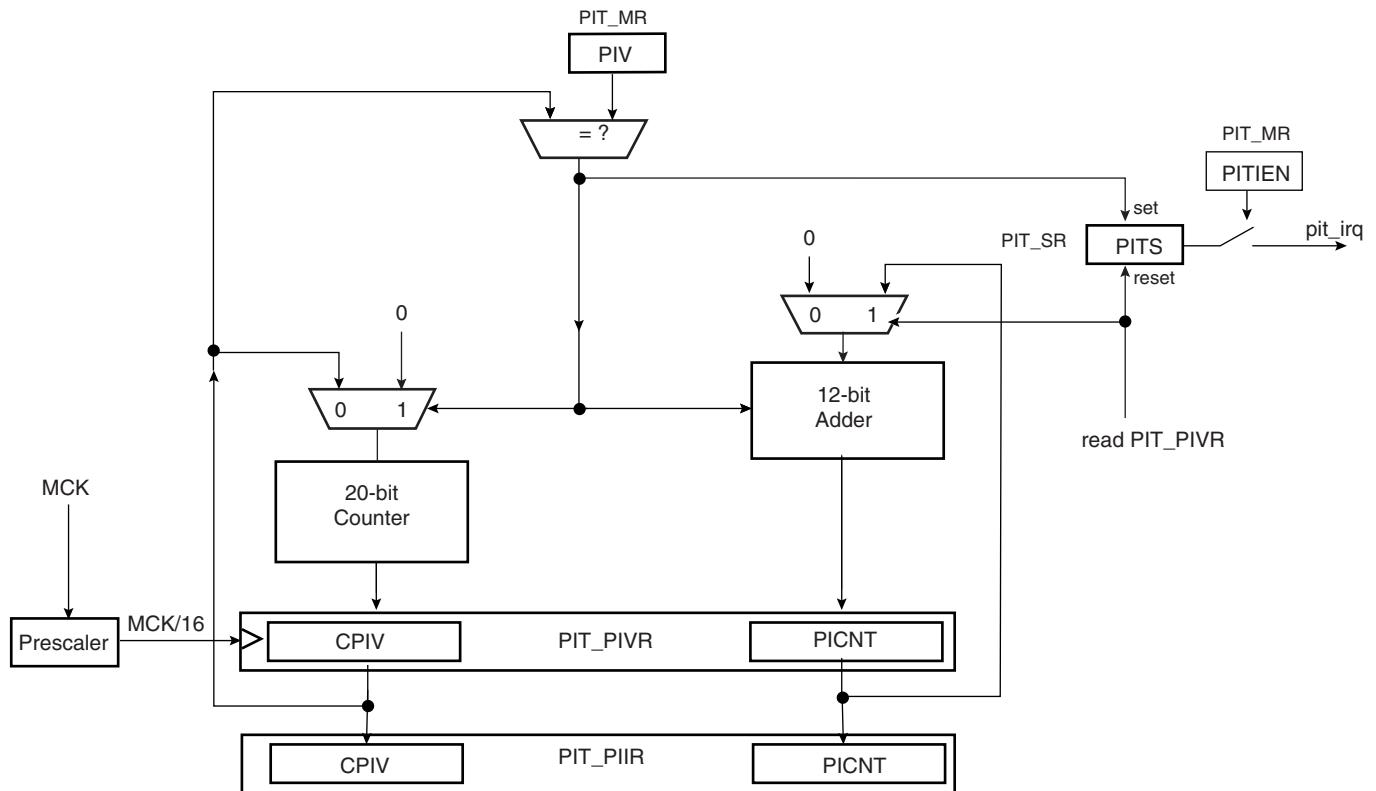 PIT_MR
PIV
= ?
PIT_MR
PITIEN
set
PIT_SR
PITS
pit_irq
reset
0
0 1
0
0 1
12-bit
Adder
read PIT_PIVR
20-bit
Counter
MCK
Prescaler
MCK/16
CPIV
PIT_PIVR
PICNT
CPIV
PIT_PIIR
PICNT